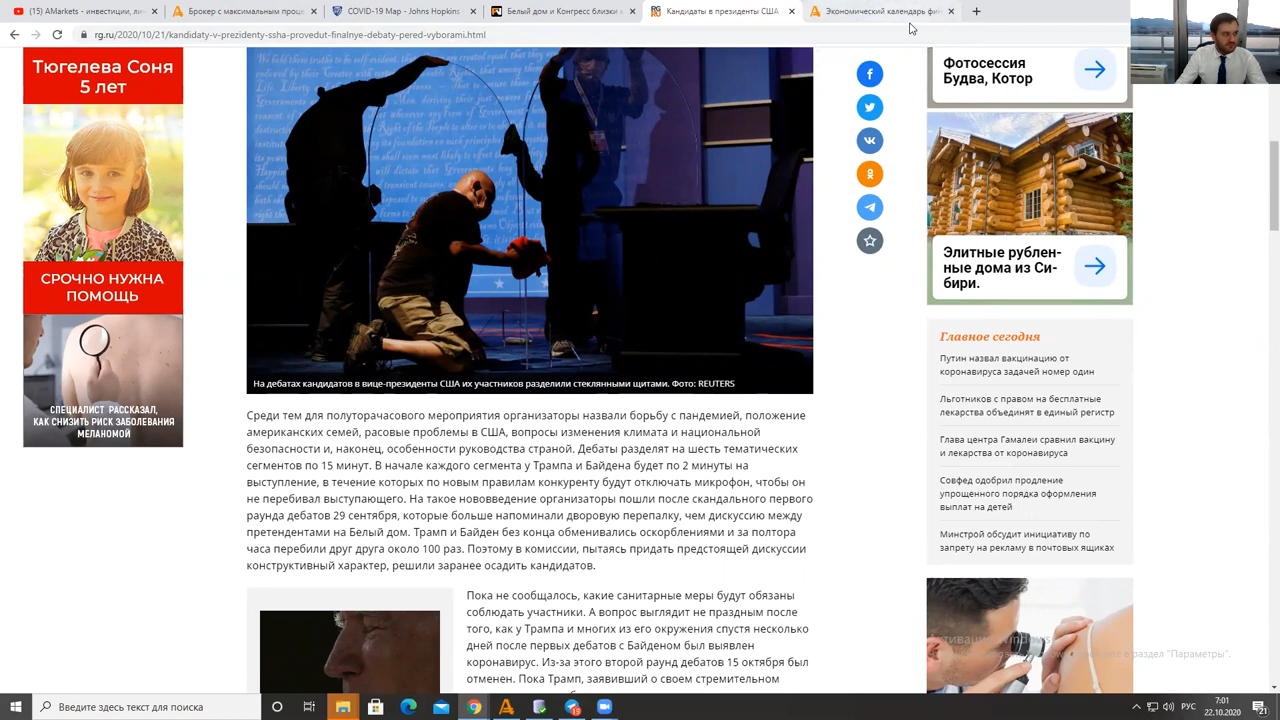 (15) AMarkets - инвестиции, ли
Брокер с максимальным проце
COVID-19 Map - Johns Hopkins
Белый дом и Конгресс близки к
Кандидаты в президенты США
Экономический календарь фин
rg.ru/2020/10/21/kandidaty-v-prezidenty-ssha-provedut-finalnye-debaty-pered-vyborami.html
Тюгелева Соня
5 лет
СРОЧНО НУЖНА
ПОМОЩЬ
СПЕЦИАЛИСТ РАССКАЗАЛ,
КАК СНИЗИТЬ РИСК ЗАБОЛЕВАНИЯ
МЕЛАНОМОЙ
На дебатах кандидатов в вице-президенты США их участников разделили стеклянными щитами. Фото: REUTERS
Среди тем для полуторачасового мероприятия организаторы назвали борьбу с пандемией, положение
американских семей, расовые проблемы в США, вопросы изменения климата и национальной
безопасности и, наконец, особенности руководства страной. Дебаты разделят на шесть тематических
сегментов по 15 минут. В начале каждого сегмента у Трампа и Байдена будет по 2 минуты на
выступление, в течение которых по новым правилам конкуренту будут отключать микрофон, чтобы он
не перебивал выступающего. На такое нововведение организаторы пошли после скандального первого
раунда дебатов 29 сентября, которые больше напоминали дворовую перепалку, чем дискуссию между
претендентами на Белый дом. Трамп и Байден без конца обменивались оскорблениями и за полтора
часа перебили друг друга около 100 раз. Поэтому в комиссии, пытаясь придать предстоящей дискуссии
конструктивный характер, решили заранее осадить кандидатов.
Пока не сообщалось, какие санитарные меры будут обязаны
соблюдать участники. А вопрос выглядит не праздным после
того, как у Трампа и многих из его окружения спустя несколько
дней после первых дебатов с Байденом был выявлен
коронавирус. Из-за этого второй раунд дебатов 15 октября был
отменен. Пока Трамп, заявивший о своем стремительном
Фотосессия
Будва, Котор
Элитные рублен-
ные дома из Си-
бири.
Главное сегодня
Путин назвал вакцинацию от
коронавируса задачей номер один
Льготников с правом на бесплатные
лекарства объединят в единый регистр
Глава центра Гамалеи сравнил вакцину
и лекарства от коронавируса
Совфед одобрил продление
упрощенного порядка оформления
выплат на детей
Минстрой обсудит инициативу по
запрету на рекламу в почтовых ящиках
в раздел "Параметры".
Введите здесь текст для поиска
19
РУС
7:01
22.10.2020
21